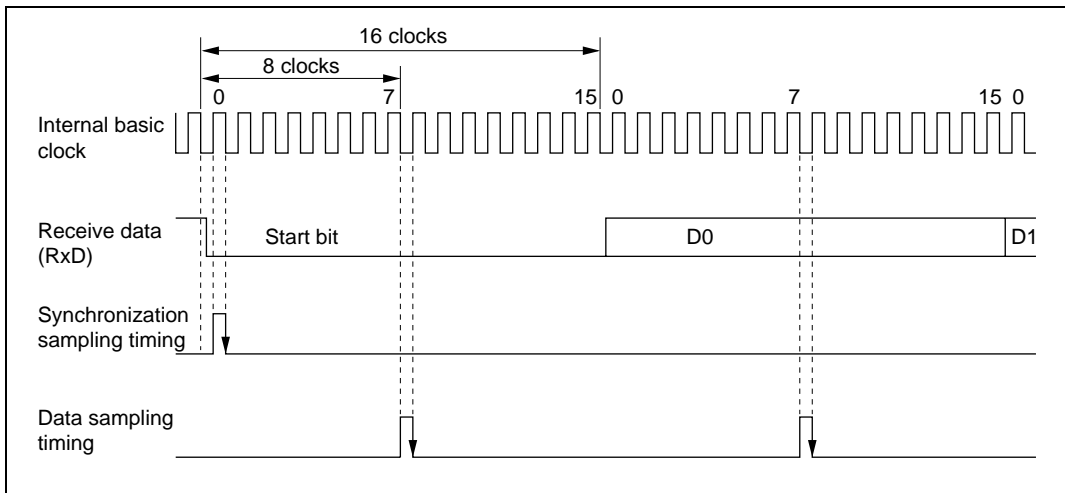 16 clocks
8 clocks
0 7 15 0 7 15 0
Internal basic
clock
Receive data
(RxD)
Start bit D0 D1
Synchronization
sampling timing
Data sampling
timing